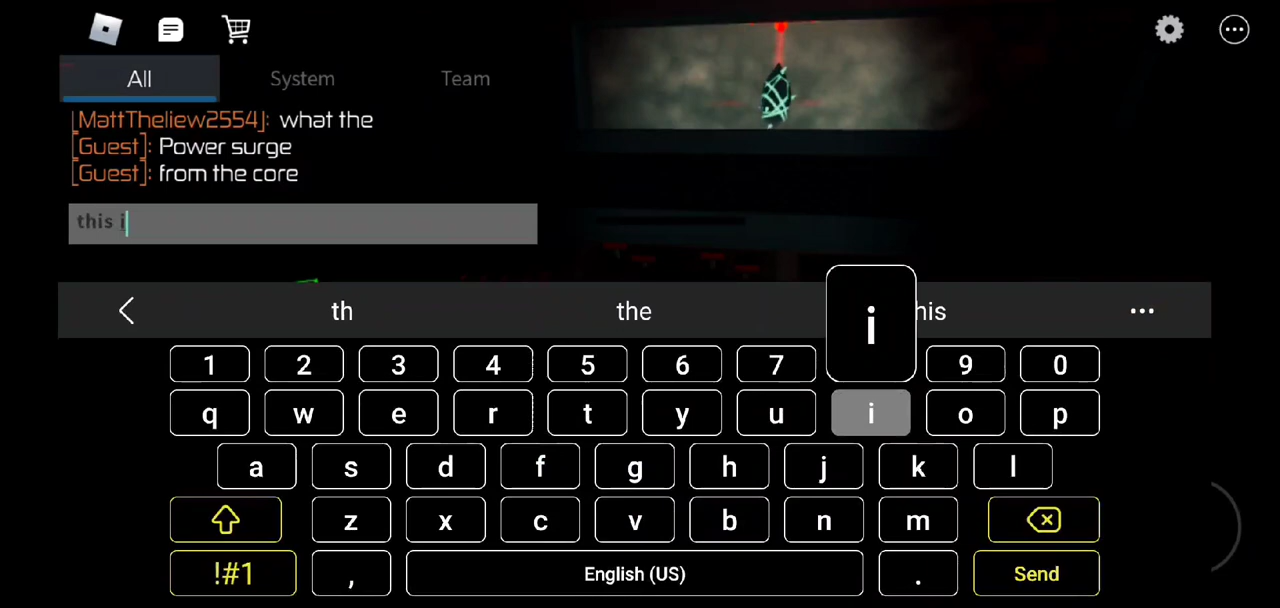 All System Team
[MattTheliew2554]: what the
[Guest]: Power surge
[Guest]: from the core
this i
th the his
i
1 2 3 4 5 6 7 9 0
q w e r t y u i o p
a s d f g h j k l
z x c v b n m
!#1 , English (US) . Send